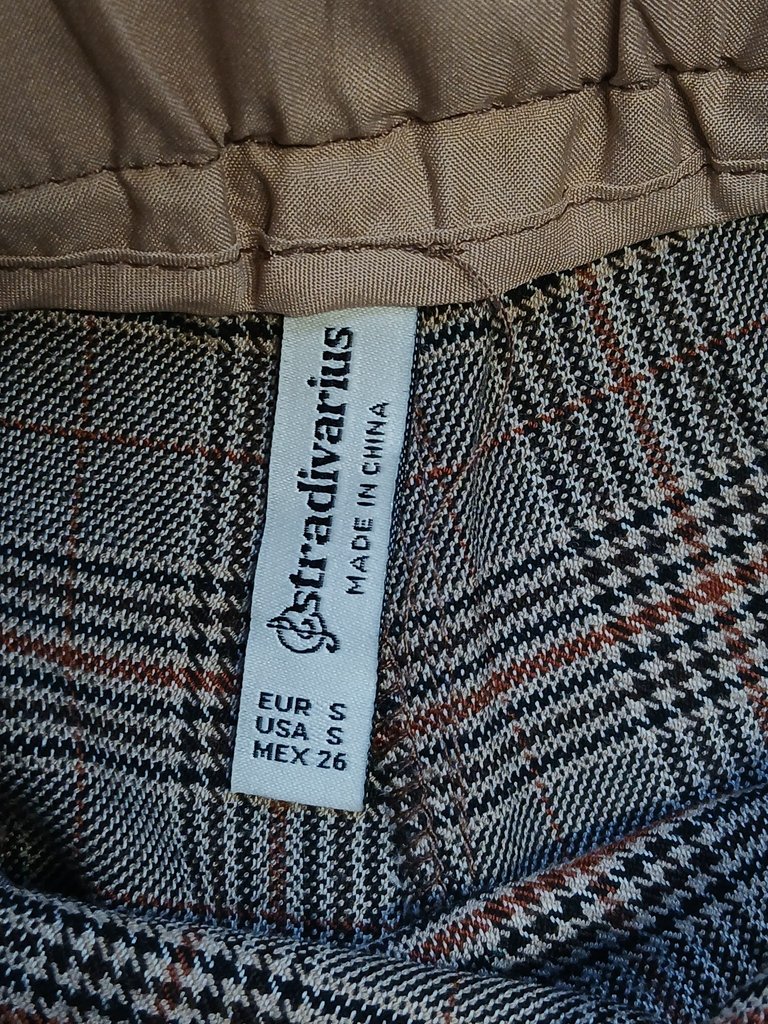 stradivarius
MADE IN CHINA
EUR S
USA S
MEX 26